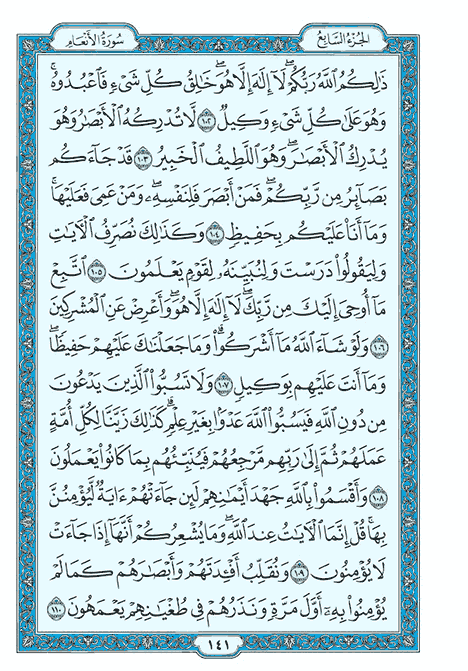 سُورَةُ الْأَنْعَامِ
الجُزْءُ السَّابِعُ
ذَٰلِكُمُ ٱللَّهُ رَبُّكُمْ ۖ لَآ إِلَٰهَ إِلَّا هُوَ ۖ خَٰلِقُ كُلِّ شَىْءٍ فَٱعْبُدُوهُ ۚ
وَهُوَ عَلَىٰ كُلِّ شَىْءٍ وَكِيلٌ ١٠٢ لَّا تُدْرِكُهُ ٱلْأَبْصَٰرُ وَهُوَ
يُدْرِكُ ٱلْأَبْصَٰرَ ۖ وَهُوَ ٱللَّطِيفُ ٱلْخَبِيرُ ١٠٣ قَدْ جَآءَكُم
بَصَآئِرُ مِن رَّبِّكُمْ ۖ فَمَنْ أَبْصَرَ فَلِنَفْسِهِۦ ۖ وَمَنْ عَمِىَ فَعَلَيْهَا ۚ
وَمَآ أَنَا۠ عَلَيْكُم بِحَفِيظٍ ١٠٤ وَكَذَٰلِكَ نُصَرِّفُ ٱلْءَايَٰتِ
وَلِيَقُولُوا۟ دَرَسْتَ وَلِنُبَيِّنَهُۥ لِقَوْمٍ يَعْلَمُونَ ١٠٥ ٱتَّبِعْ
مَآ أُوحِىَ إِلَيْكَ مِن رَّبِّكَ ۖ لَآ إِلَٰهَ إِلَّا هُوَ ۖ وَأَعْرِضْ عَنِ ٱلْمُشْرِكِينَ
١٠٦ وَلَوْ شَآءَ ٱللَّهُ مَآ أَشْرَكُوا۟ ۗ وَمَا جَعَلْنَٰكَ عَلَيْهِمْ حَفِيظًا ۖ
وَمَآ أَنتَ عَلَيْهِم بِوَكِيلٍ ١٠٧ وَلَا تَسُبُّوا۟ ٱلَّذِينَ يَدْعُونَ
مِن دُونِ ٱللَّهِ فَيَسُبُّوا۟ ٱللَّهَ عَدْوًۢا بِغَيْرِ عِلْمٍ ۗ كَذَٰلِكَ زَيَّنَّا لِكُلِّ أُمَّةٍ
عَمَلَهُمْ ثُمَّ إِلَىٰ رَبِّهِم مَّرْجِعُهُمْ فَيُنَبِّئُهُم بِمَا كَانُوا۟ يَعْمَلُونَ
١٠٨ وَأَقْسَمُوا۟ بِٱللَّهِ جَهْدَ أَيْمَٰنِهِمْ لَئِن جَآءَتْهُمْ ءَايَةٌ لَّيُؤْمِنُنَّ
بِهَا ۚ قُلْ إِنَّمَا ٱلْءَايَٰتُ عِندَ ٱللَّهِ ۖ وَمَا يُشْعِرُكُمْ أَنَّهَآ إِذَا جَآءَتْ
لَا يُؤْمِنُونَ ١٠٩ وَنُقَلِّبُ أَفْـِٔدَتَهُمْ وَأَبْصَٰرَهُمْ كَمَا لَمْ
يُؤْمِنُوا۟ بِهِۦٓ أَوَّلَ مَرَّةٍ وَنَذَرُهُمْ فِى طُغْيَٰنِهِمْ يَعْمَهُونَ ١١٠
١٤١